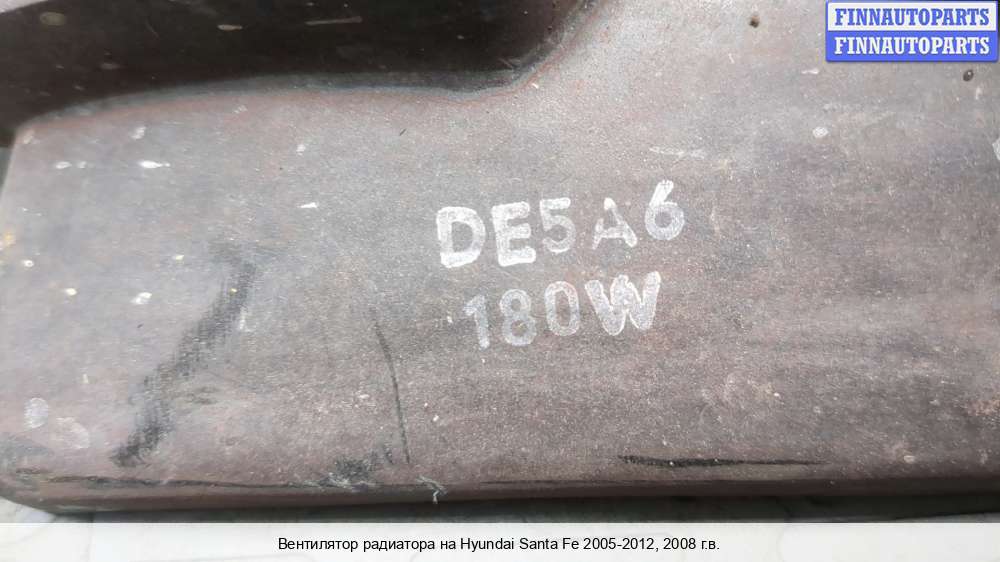 FINNAUTOPARTS
FINNAUTOPARTS
DE5A6
180W
Вентилятор радиатора на Hyundai Santa Fe 2005-2012, 2008 г.в.